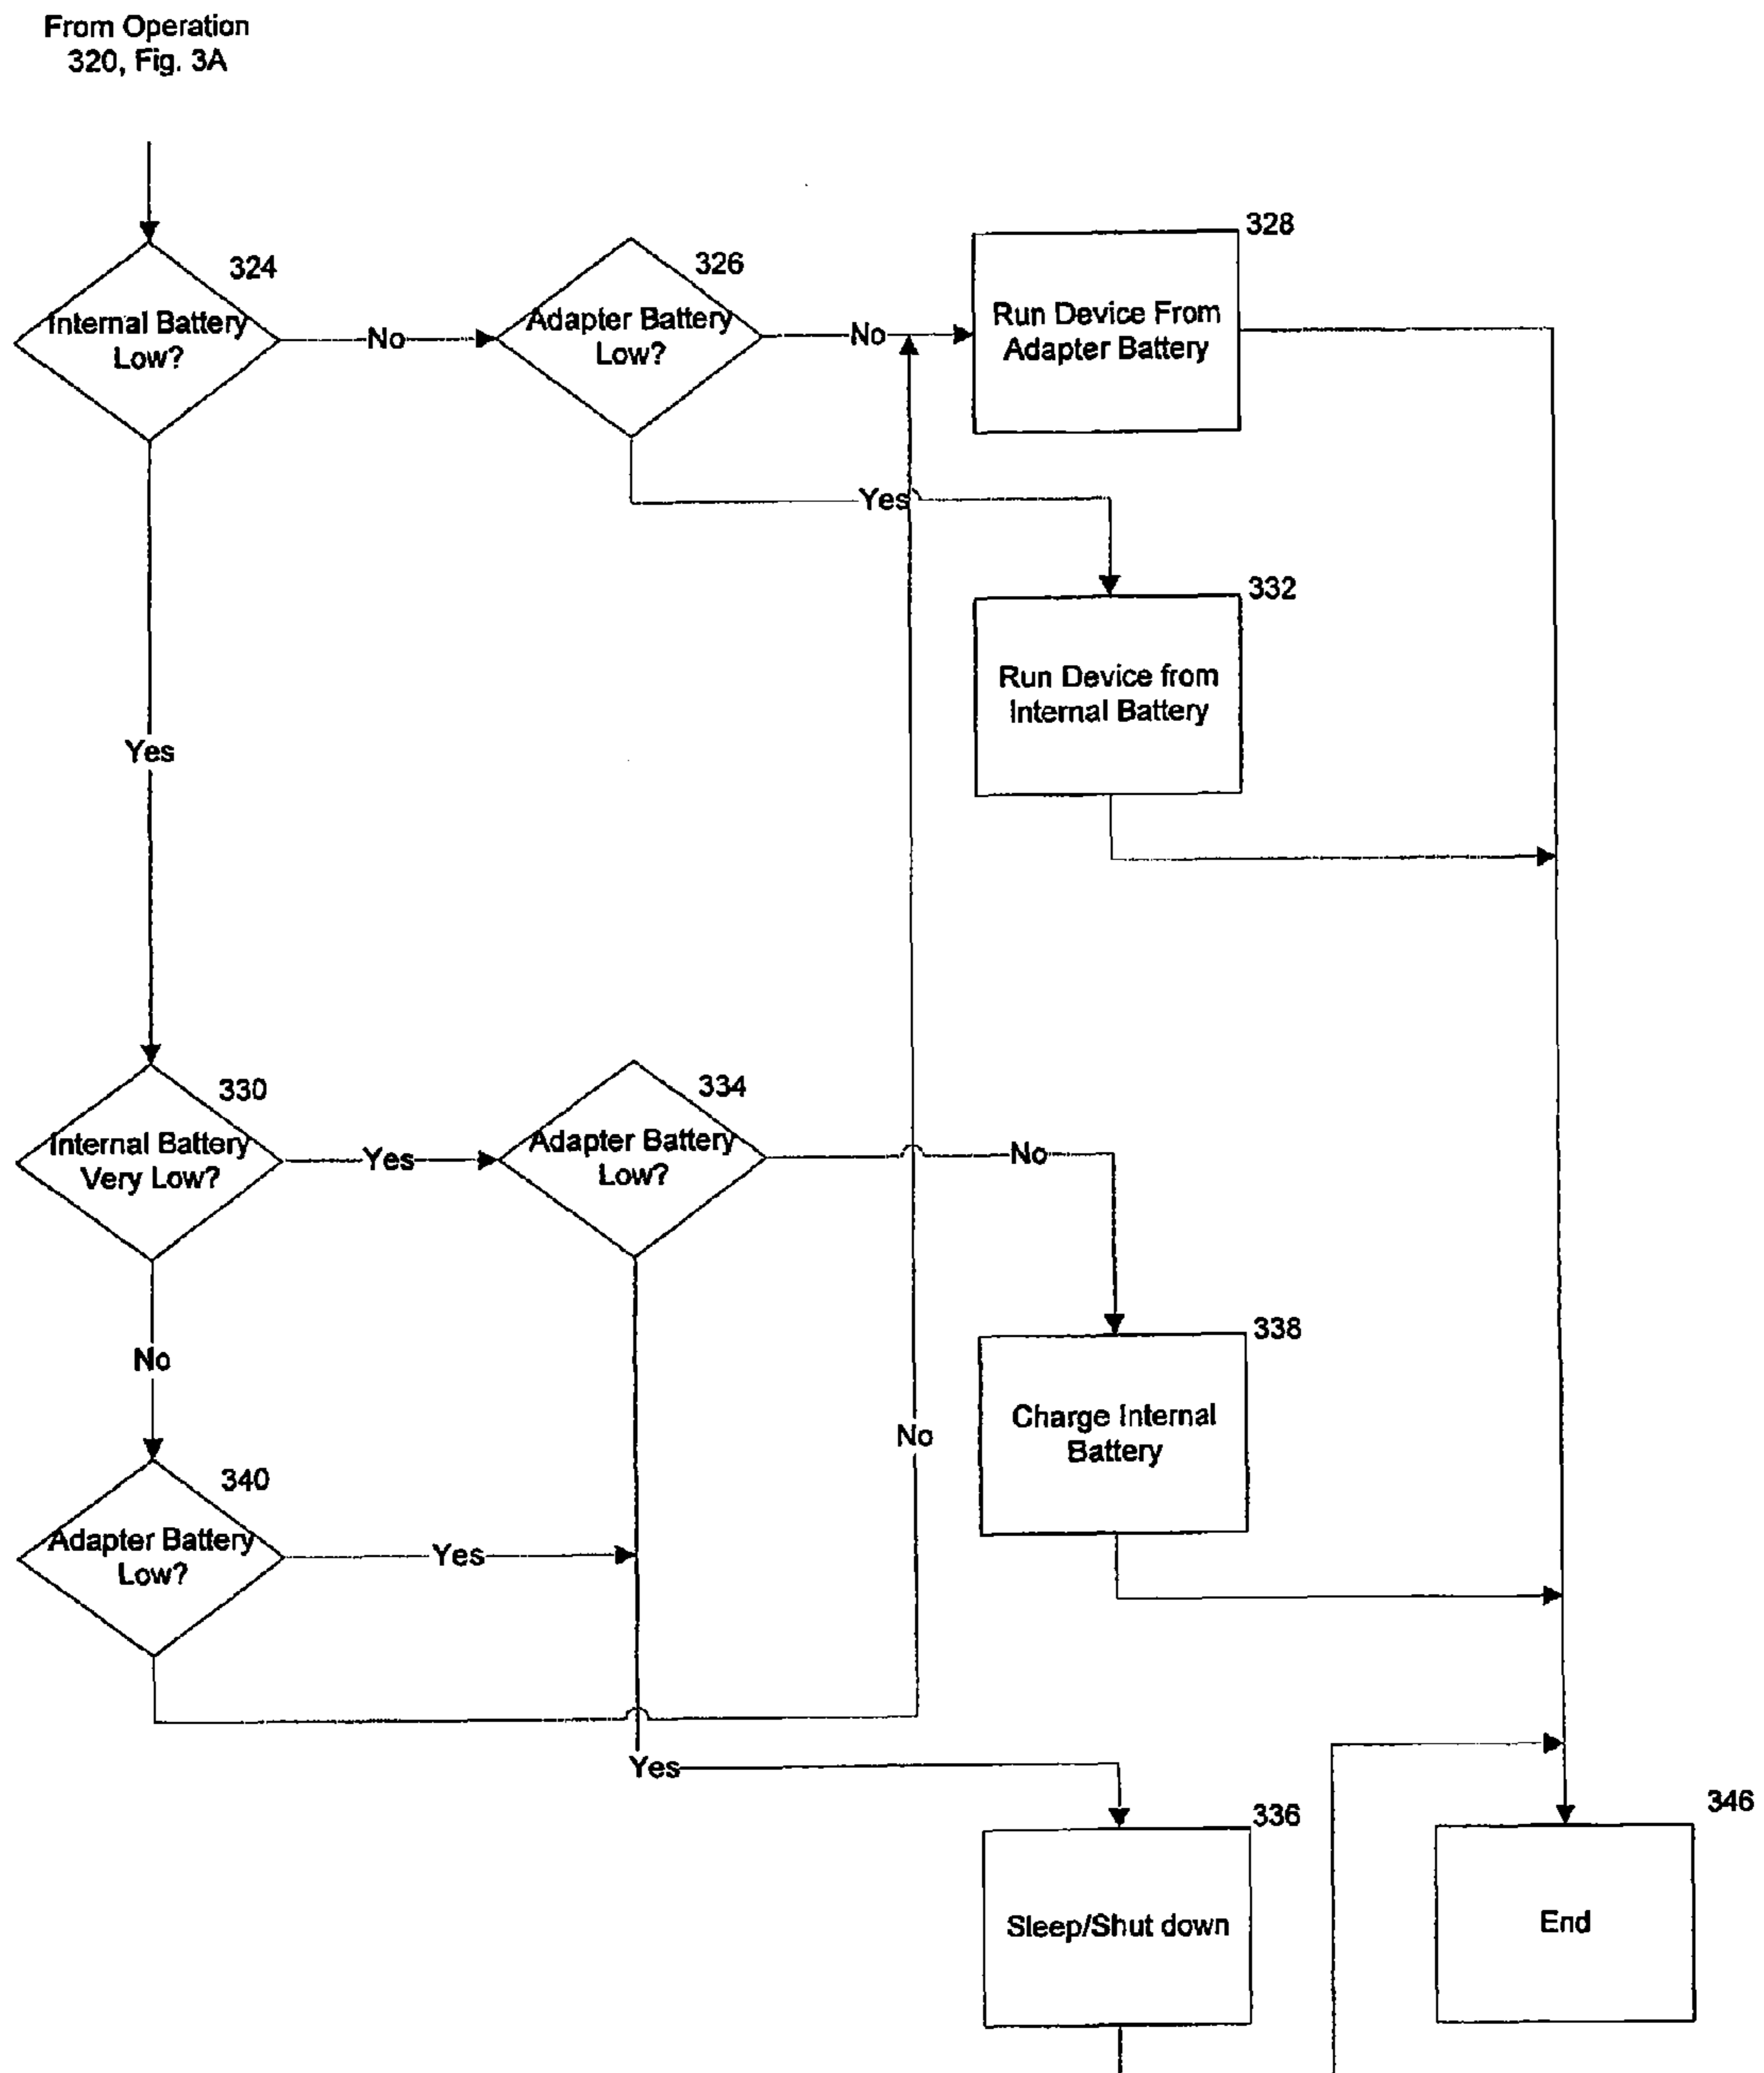 From Operation
320, Fig. 3A
324
Internal Battery
Low?
No
326
Adapter Battery
Low?
No
328
Run Device From
Adapter Battery
Yes
332
Run Device from
Internal Battery
Yes
330
Internal Battery
Very Low?
Yes
334
Adapter Battery
Low?
No
338
Charge Internal
Battery
No
No
340
Adapter Battery
Low?
Yes
Yes
336
Sleep/Shut down
346
End